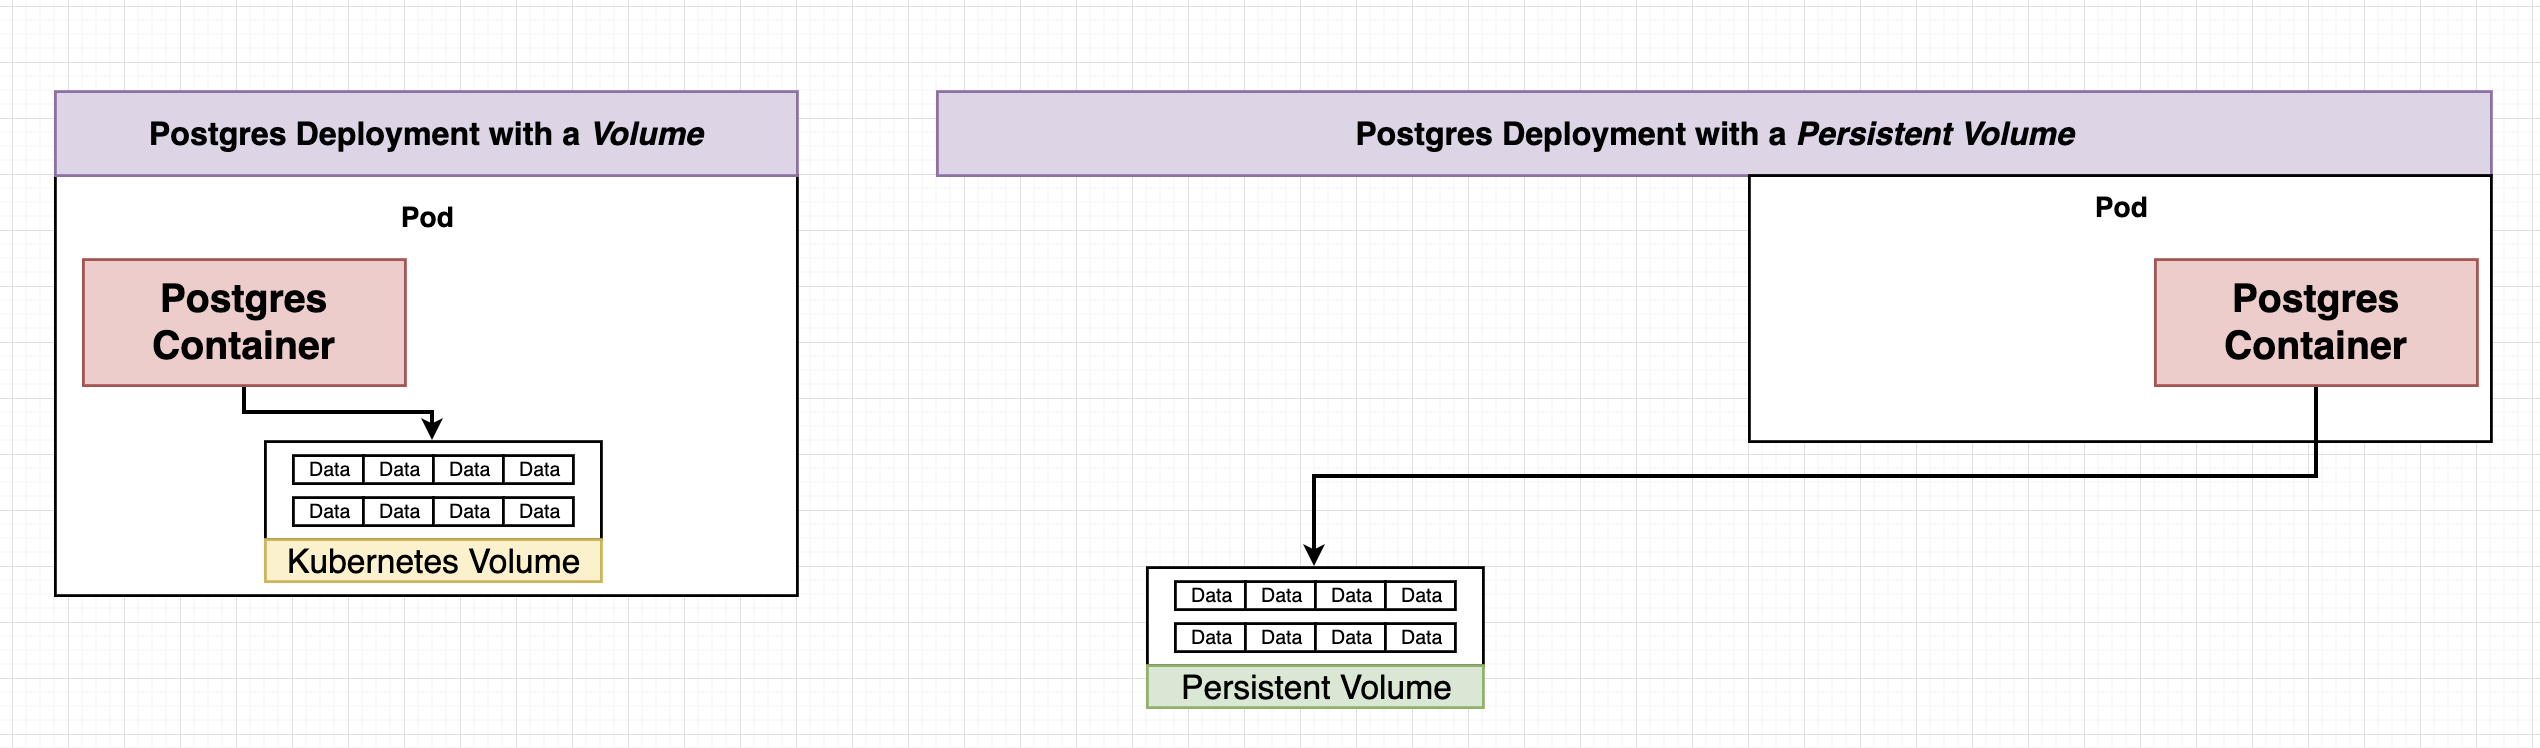 Postgres Deployment with a Volume
Pod
Postgres
Container
Data Data Data Data
Data Data Data Data
Kubernetes Volume
Postgres Deployment with a Persistent Volume
Pod
Postgres
Container
Data Data Data Data
Data Data Data Data
Persistent Volume